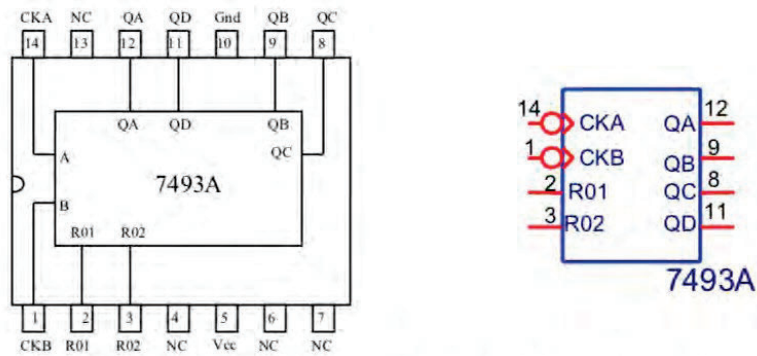 CKA NC QA QD Gnd QB QC
14 13 12 11 10 9 8
QA QD QB
QC
A
7493A
B
R01 R02
1 2 3 4 5 6 7
CKB R01 R02 NC Vcc NC NC
14 CKA QA 12
1 CKB QB 9
2 R01 QC 8
3 R02 QD 11
7493A